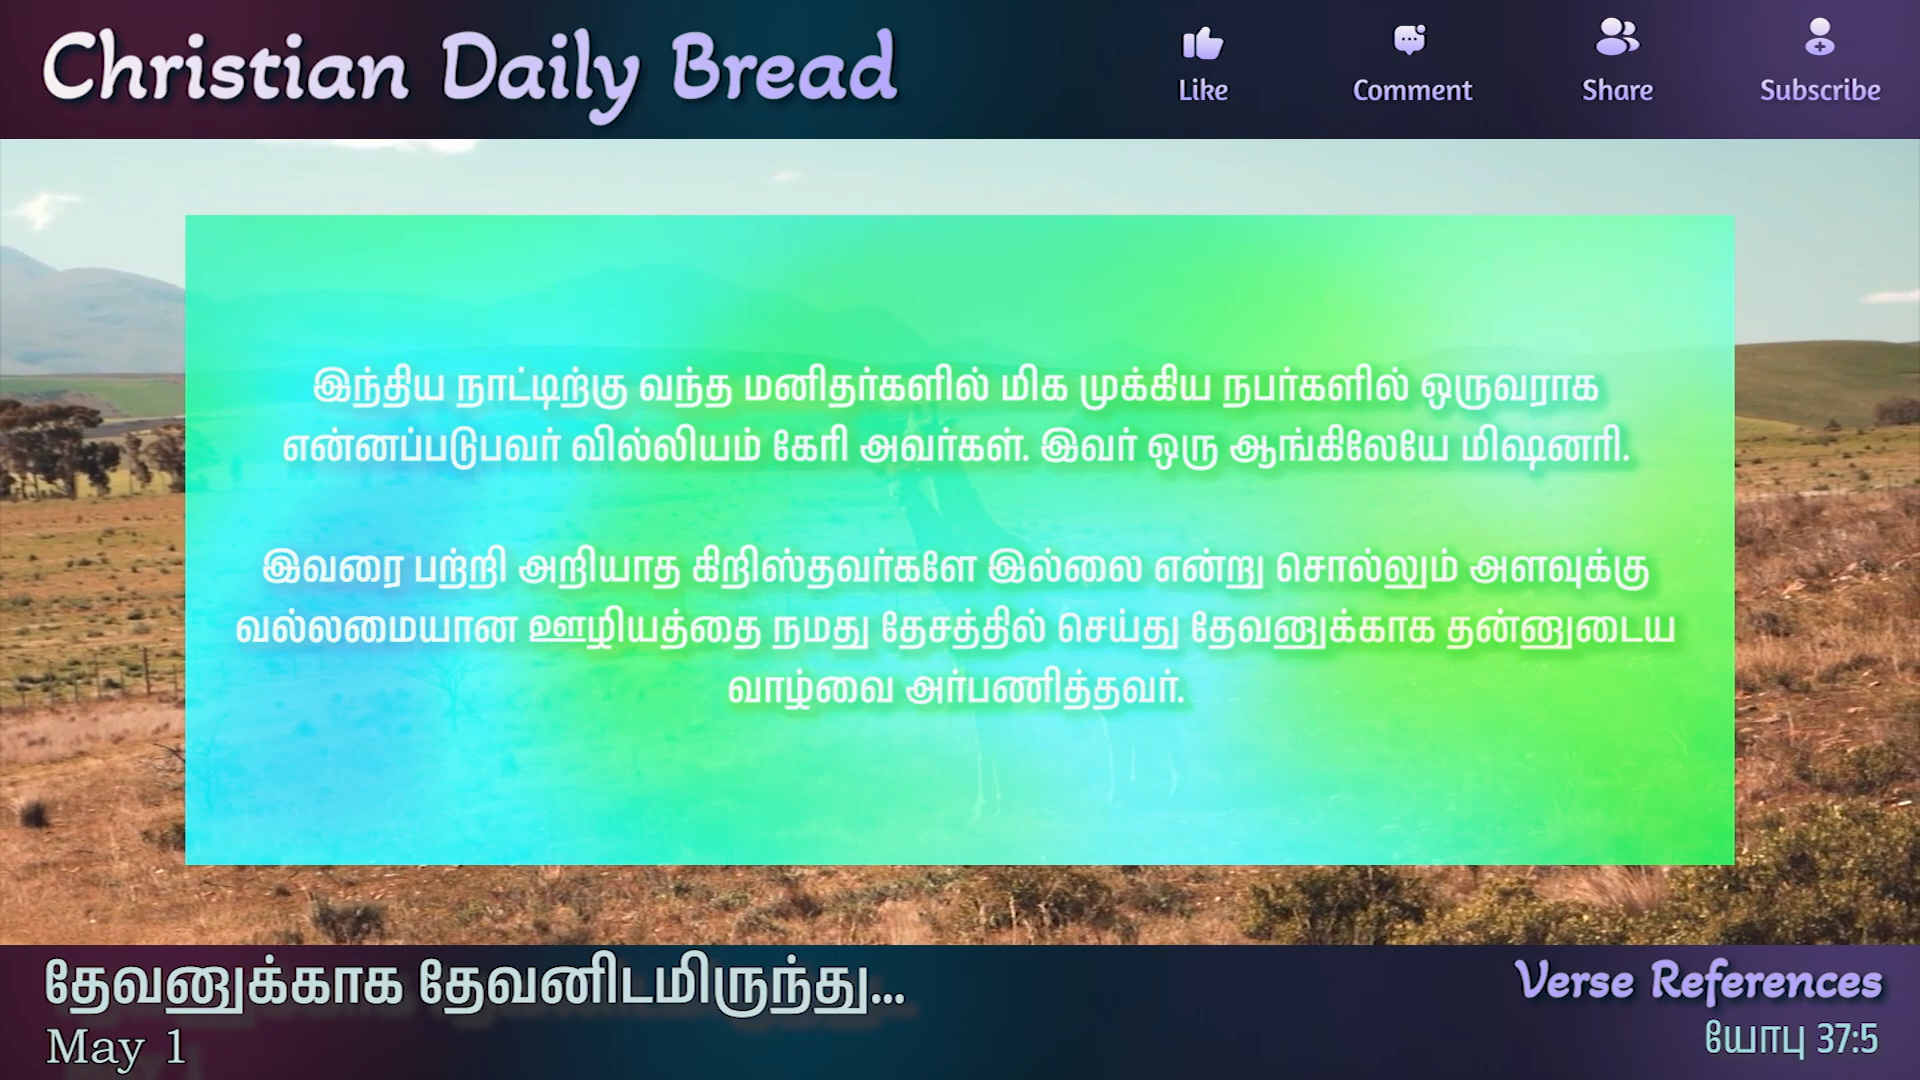 Christian Daily Bread
Like
Comment
Share
Subscribe
இந்திய நாட்டிற்கு வந்த மனிதர்களில் மிக முக்கிய நபர்களில் ஒருவராக
என்னப்படுபவர் வில்லியம் கேரி அவர்கள். இவர் ஒரு ஆங்கிலேயே மிஷனரி.
இவரை பற்றி அறியாத கிறிஸ்தவர்களே இல்லை என்று சொல்லும் அளவுக்கு
வல்லமையான ஊழியத்தை நமது தேசத்தில் செய்து தேவனுக்காக தன்னுடைய
வாழ்வை அர்பணித்தவர்.
தேவனுக்காக தேவனிடமிருந்து...
May 1
Verse References
யோபு 37:5